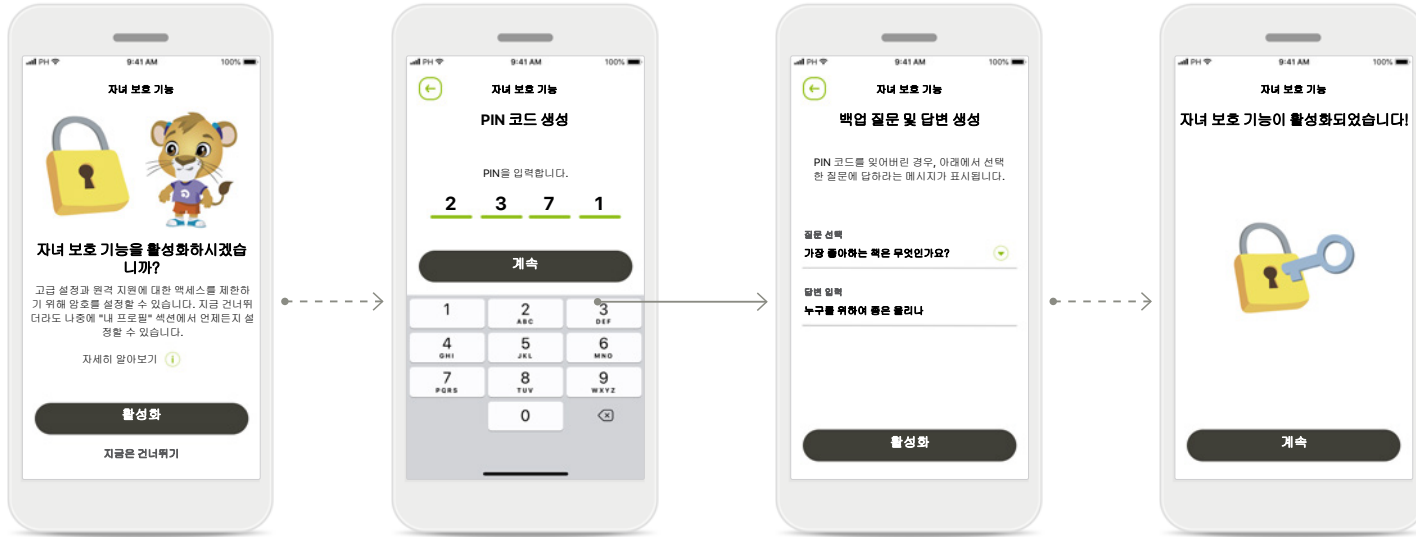 PH 9:41 AM 100%
자녀 보호 기능
자녀 보호 기능을 활성화하시겠습
니까?
고급 설정과 원격 지원에 대한 액세스를 제한하
기 위해 암호를 설정할 수 있습니다. 지금 건너뛰
더라도 나중에 "내 프로필" 섹션에서 언제든지 설
정할 수 있습니다.
자세히 알아보기 i
활성화
지금은 건너뛰기
PH 9:41 AM 100%
자녀 보호 기능
PIN 코드 생성
PIN을 입력합니다.
2 3 7 1
계속
1 2 3
ABC DEF
4 5 6
GHI JKL MNO
7 8 9
PQRS TUV WXYZ
0
PH 9:41 AM 100%
자녀 보호 기능
백업 질문 및 답변 생성
PIN 코드를 잊어버린 경우, 아래에서 선택
한 질문에 답하라는 메시지가 표시됩니다.
질문 선택
가장 좋아하는 책은 무엇인가요?
답변 입력
누구를 위하여 종은 울리나
활성화
PH 9:41 AM 100%
자녀 보호 기능
자녀 보호 기능이 활성화되었습니다!
계속